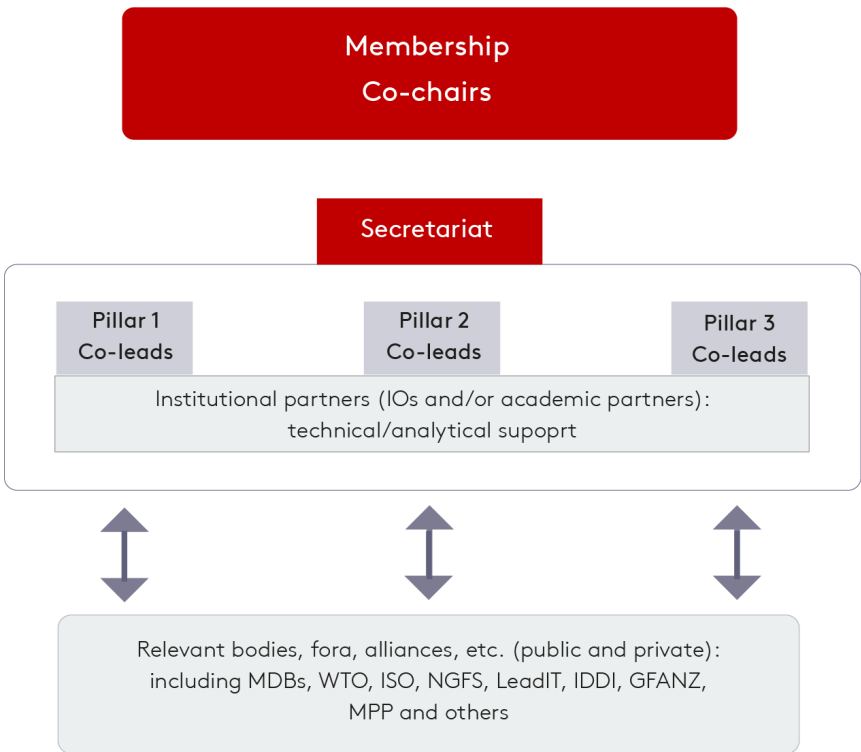 Membership
Co-chairs
Secretariat
Pillar 1
Co-leads
Pillar 2
Co-leads
Pillar 3
Co-leads
Institutional partners (IOs and/or academic partners):
technical/analytical supoprt
Relevant bodies, fora, alliances, etc. (public and private):
including MDBs, WTO, ISO, NGFS, LeadIT, IDDI, GFANZ,
MPP and others